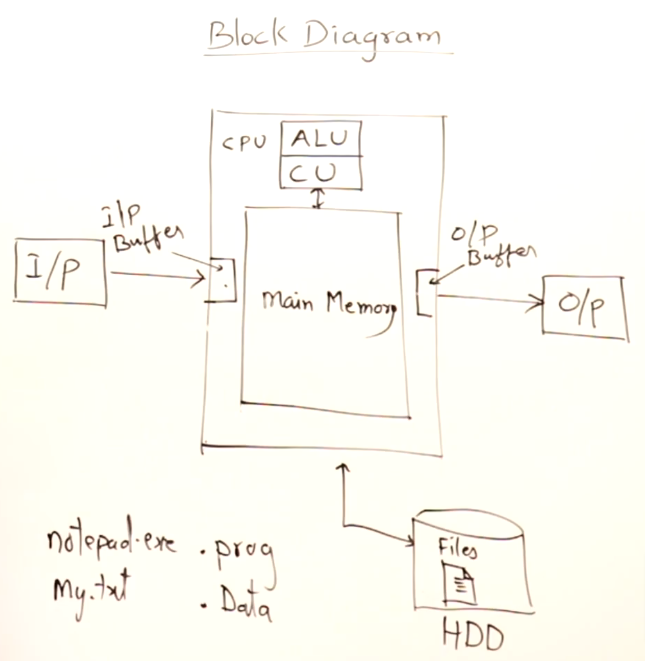 Block Diagram
CPU
ALU
CU
I/P
Buffer
I/P
O/P
Buffer
Main Memory
O/P
notepad.exe . prog
My.txt . Data
Files
HDD